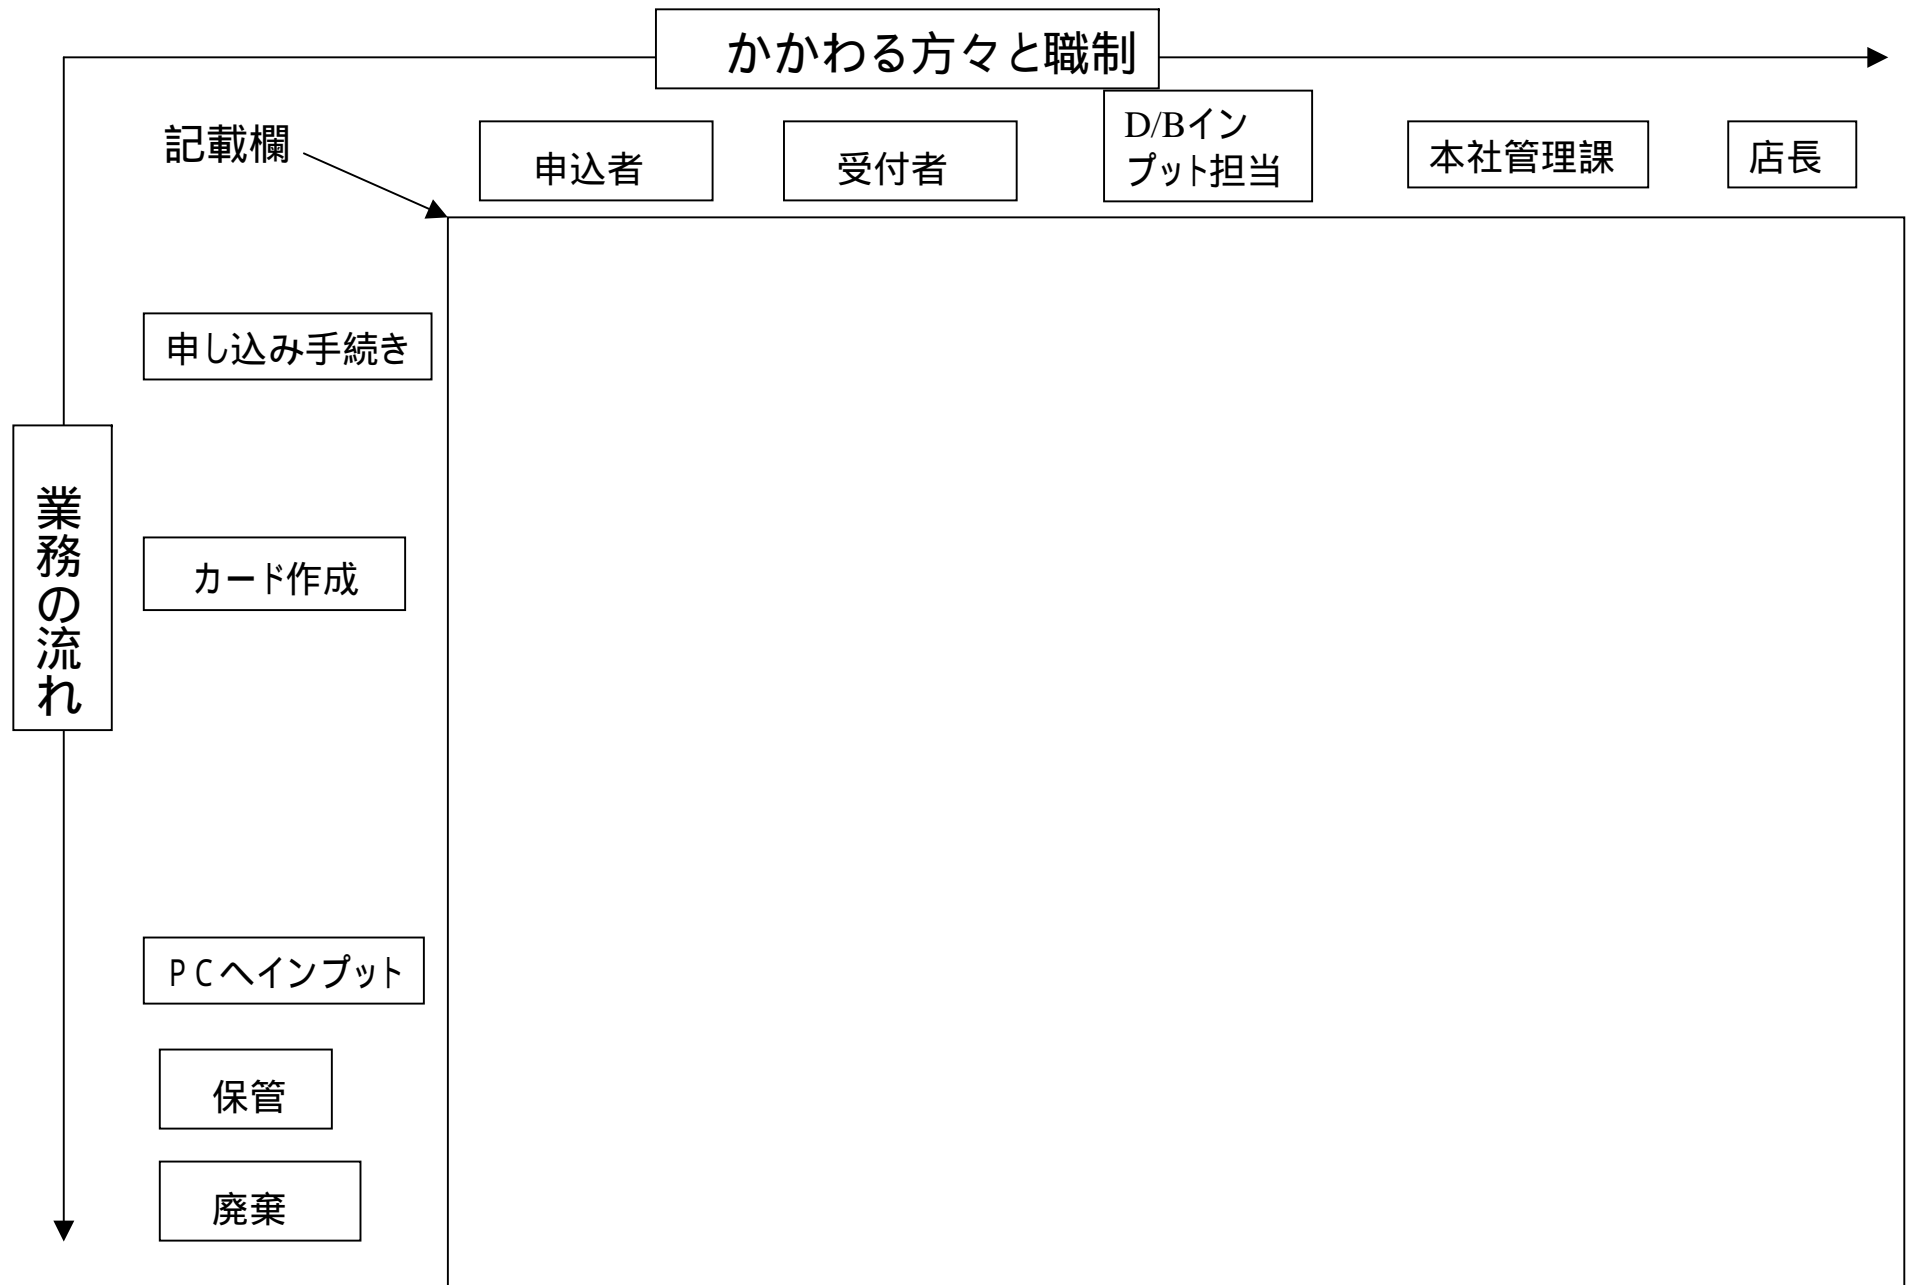 かかわる方々と職制
記載欄
申込者
受付者
D/Bイン
プット担当
本社管理課
店長
申し込み手続き
業務の流れ
カード作成
PCへインプット
保管
廃棄